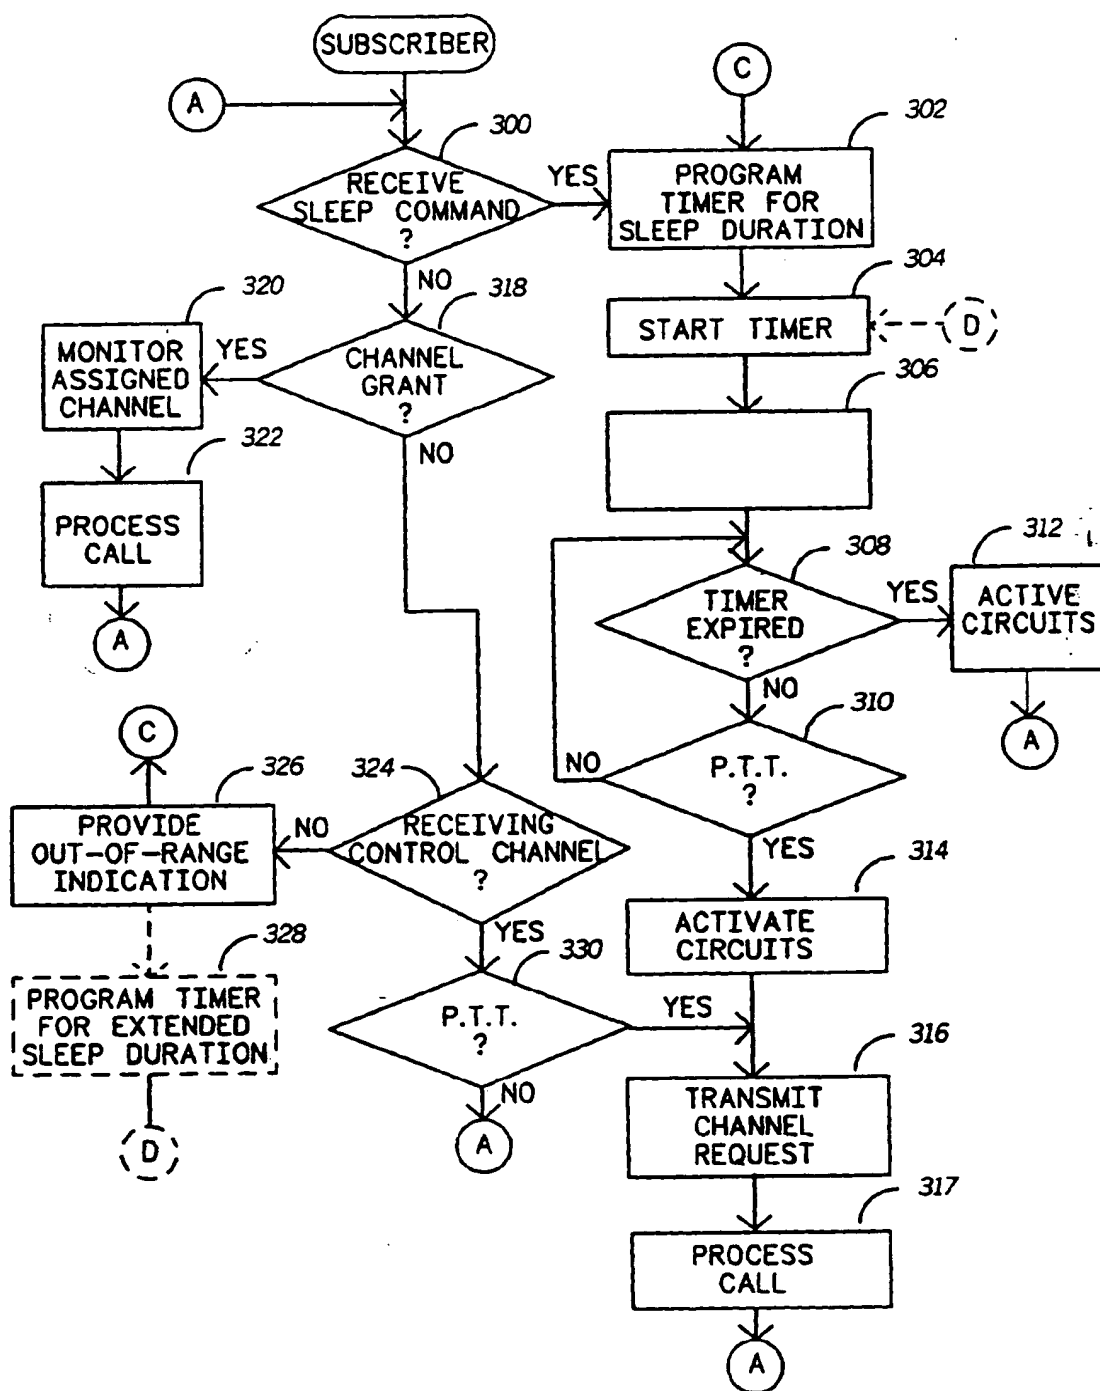 SUBSCRIBER
A
C
300
RECEIVE
SLEEP COMMAND
?
YES
NO
302
PROGRAM
TIMER FOR
SLEEP DURATION
304
START TIMER
D
306
318
CHANNEL
GRANT
?
YES
NO
320
MONITOR
ASSIGNED
CHANNEL
322
PROCESS
CALL
A
308
TIMER
EXPIRED
?
YES
NO
312
ACTIVE
CIRCUITS
A
310
P.T.T.
?
NO
YES
314
ACTIVATE
CIRCUITS
C
326
PROVIDE
OUT-OF-RANGE
INDICATION
324
RECEIVING
CONTROL CHANNEL
?
NO
YES
328
PROGRAM TIMER
FOR EXTENDED
SLEEP DURATION
D
330
P.T.T.
?
YES
NO
A
316
TRANSMIT
CHANNEL
REQUEST
317
PROCESS
CALL
A